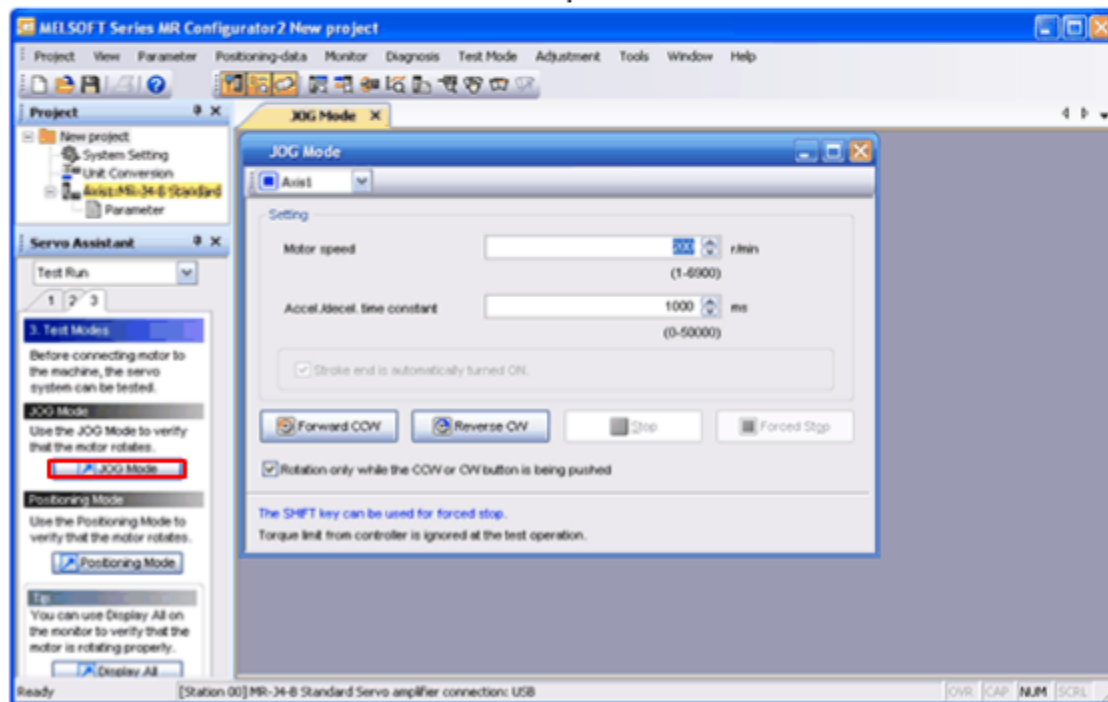 MELSOFT Series MR Configurator2 New project
Project View Parameter Positioning-data Monitor Diagnosis Test Mode Adjustment Tools Window Help
Project
New project
System Setting
Unit Conversion
Axis1:MR-J4-B Standard
Parameter
Servo Assistant
Test Run
1 2 3
3. Test Modes
Before connecting motor to
the machine, the servo
system can be tested.
JOG Mode
Use the JOG Mode to verify
that the motor rotates.
JOG Mode
Positioning Mode
Use the Positioning Mode to
verify that the motor rotates.
Positioning Mode
Tip
You can use Display All on
the monitor to verify that the
motor is rotating properly.
Display All
JOG Mode
JOG Mode
Axis1
Setting
Motor speed 200 r/min
(1-6900)
Accel./decel. time constant 1000 ms
(0-50000)
Stroke end is automatically turned ON.
Forward CCW Reverse CW Stop Forced Stop
Rotation only while the CCW or CW button is being pushed
The SHIFT key can be used for forced stop.
Torque limit from controller is ignored at the test operation.
Ready [Station 00] MR-J4-B Standard Servo amplifier connection: USB OVR CAP NUM SCRL